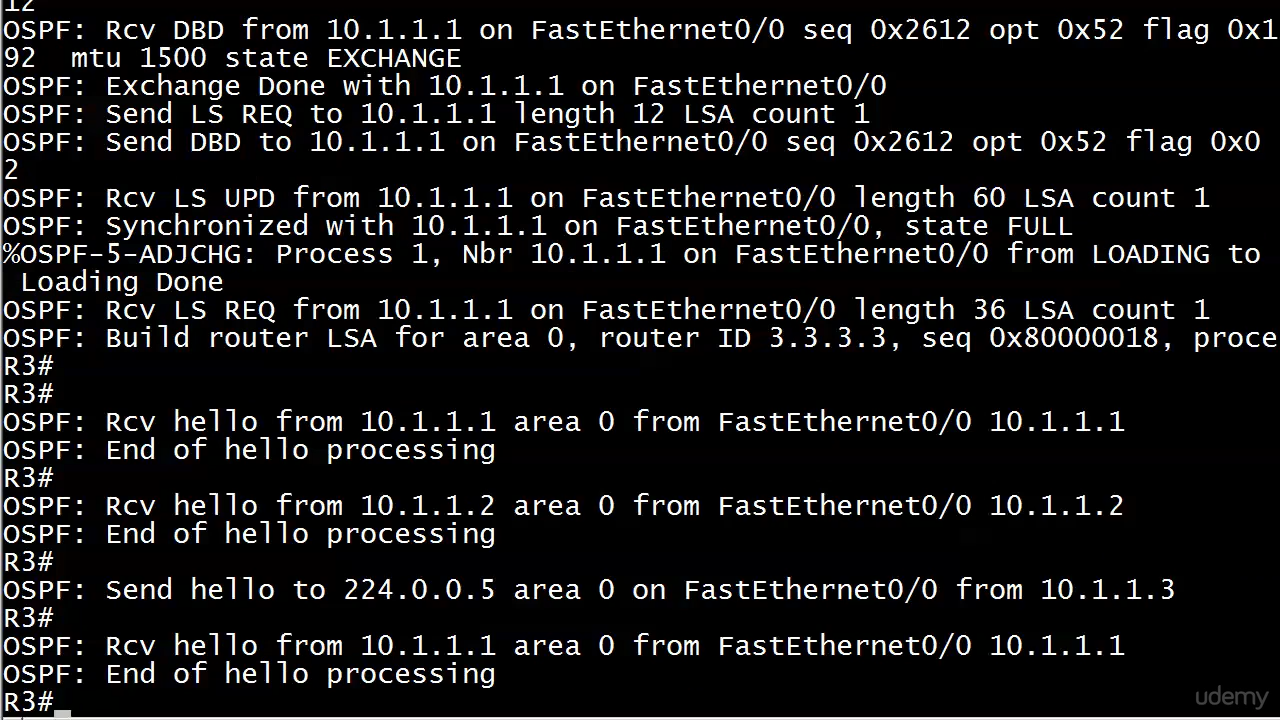 12
OSPF: Rcv DBD from 10.1.1.1 on FastEthernet0/0 seq 0x2612 opt 0x52 flag 0x1
92  mtu 1500 state EXCHANGE
OSPF: Exchange Done with 10.1.1.1 on FastEthernet0/0
OSPF: Send LS REQ to 10.1.1.1 length 12 LSA count 1
OSPF: Send DBD to 10.1.1.1 on FastEthernet0/0 seq 0x2612 opt 0x52 flag 0x0
2
OSPF: Rcv LS UPD from 10.1.1.1 on FastEthernet0/0 length 60 LSA count 1
OSPF: Synchronized with 10.1.1.1 on FastEthernet0/0, state FULL
%OSPF-5-ADJCHG: Process 1, Nbr 10.1.1.1 on FastEthernet0/0 from LOADING to
 Loading Done
OSPF: Rcv LS REQ from 10.1.1.1 on FastEthernet0/0 length 36 LSA count 1
OSPF: Build router LSA for area 0, router ID 3.3.3.3, seq 0x80000018, proce
R3#
R3#
OSPF: Rcv hello from 10.1.1.1 area 0 from FastEthernet0/0 10.1.1.1
OSPF: End of hello processing
R3#
OSPF: Rcv hello from 10.1.1.2 area 0 from FastEthernet0/0 10.1.1.2
OSPF: End of hello processing
R3#
OSPF: Send hello to 224.0.0.5 area 0 on FastEthernet0/0 from 10.1.1.3
R3#
OSPF: Rcv hello from 10.1.1.1 area 0 from FastEthernet0/0 10.1.1.1
OSPF: End of hello processing
R3#
udemy